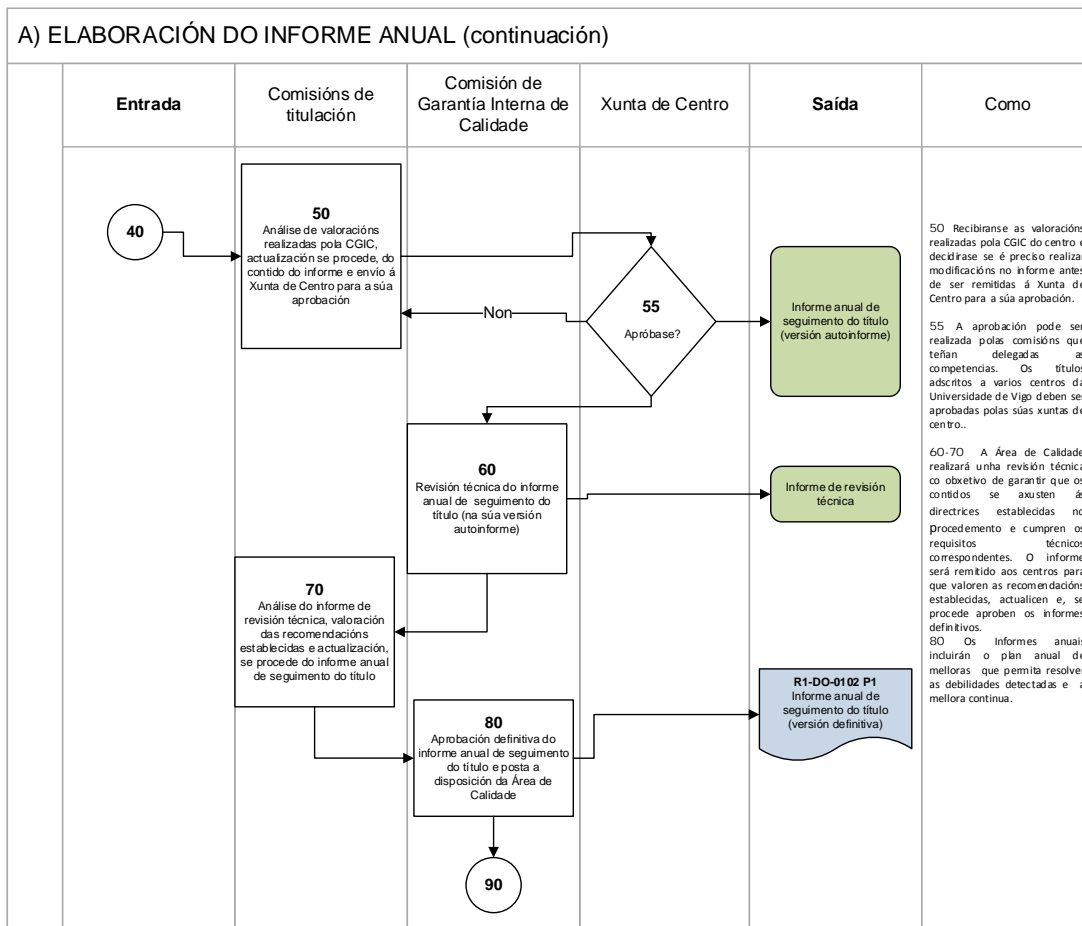 A) ELABORACIÓN DO INFORME ANUAL (continuación)
Entrada
Comisións de
titulación
Comisión de
Garantía Interna de
Calidade
Xunta de Centro
Saída
Como
40
50
Análise de valoracións
realizadas pola CGIC,
actualización se procede, do
contido do informe e envío á
Xunta de Centro para a súa
aprobación
Non
55
Apróbase?
Informe anual de
seguimento do título
(versión autoinforme)
60
Revisión técnica do informe
anual de seguimento do
título (na súa versión
autoinforme)
Informe de revisión
técnica
70
Análise do informe de
revisión técnica, valoración
das recomendacións
establecidas e actualización,
se procede do informe anual
de seguimento do título
80
Aprobación definitiva do
informe anual de seguimento
do título e posta a
disposición da Área de
Calidade
R1-DO-0102 P1
Informe anual de
seguimento do título
(versión definitiva)
90
50 Recibiranse as valoracións
realizadas pola CGIC do centro e
decidirase se é preciso realizar
modificacións no informe antes
de ser remitidas á Xunta de
Centro para a súa aprobación.
55 A aprobación pode ser
realizada polas comisións que
teñan delegadas as
competencias. Os títulos
adscritos a varios centros da
Universidade de Vigo deben ser
aprobadas polas súas xuntas de
centro..
60-70 A Área de Calidade
realizará unha revisión técnica
co obxetivo de garantir que os
contidos se axusten ás
directrices establecidas no
procedemento e cumpren os
requisitos técnicos
correspondentes. O informe
será remitido aos centros para
que valoren as recomendacións
establecidas, actualicen e, se
procede aproben os informes
definitivos.
80 Os Informes anuais
incluirán o plan anual de
melloras que permita resolver
as debilidades detectadas e a
mellora continua.